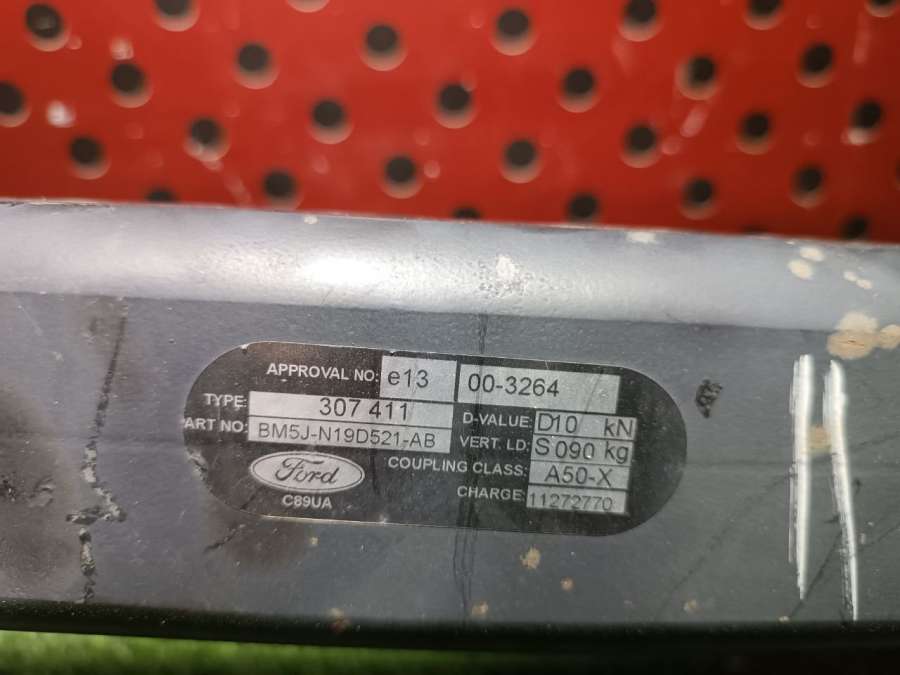 APPROVAL NO: e13 00-3264
TYPE: 307 411
PART NO: BM5J-N19D521-AB
D-VALUE: D10 kN
VERT. LD: S 090 kg
Ford
C89UA
COUPLING CLASS: A50-X
CHARGE: 11272770